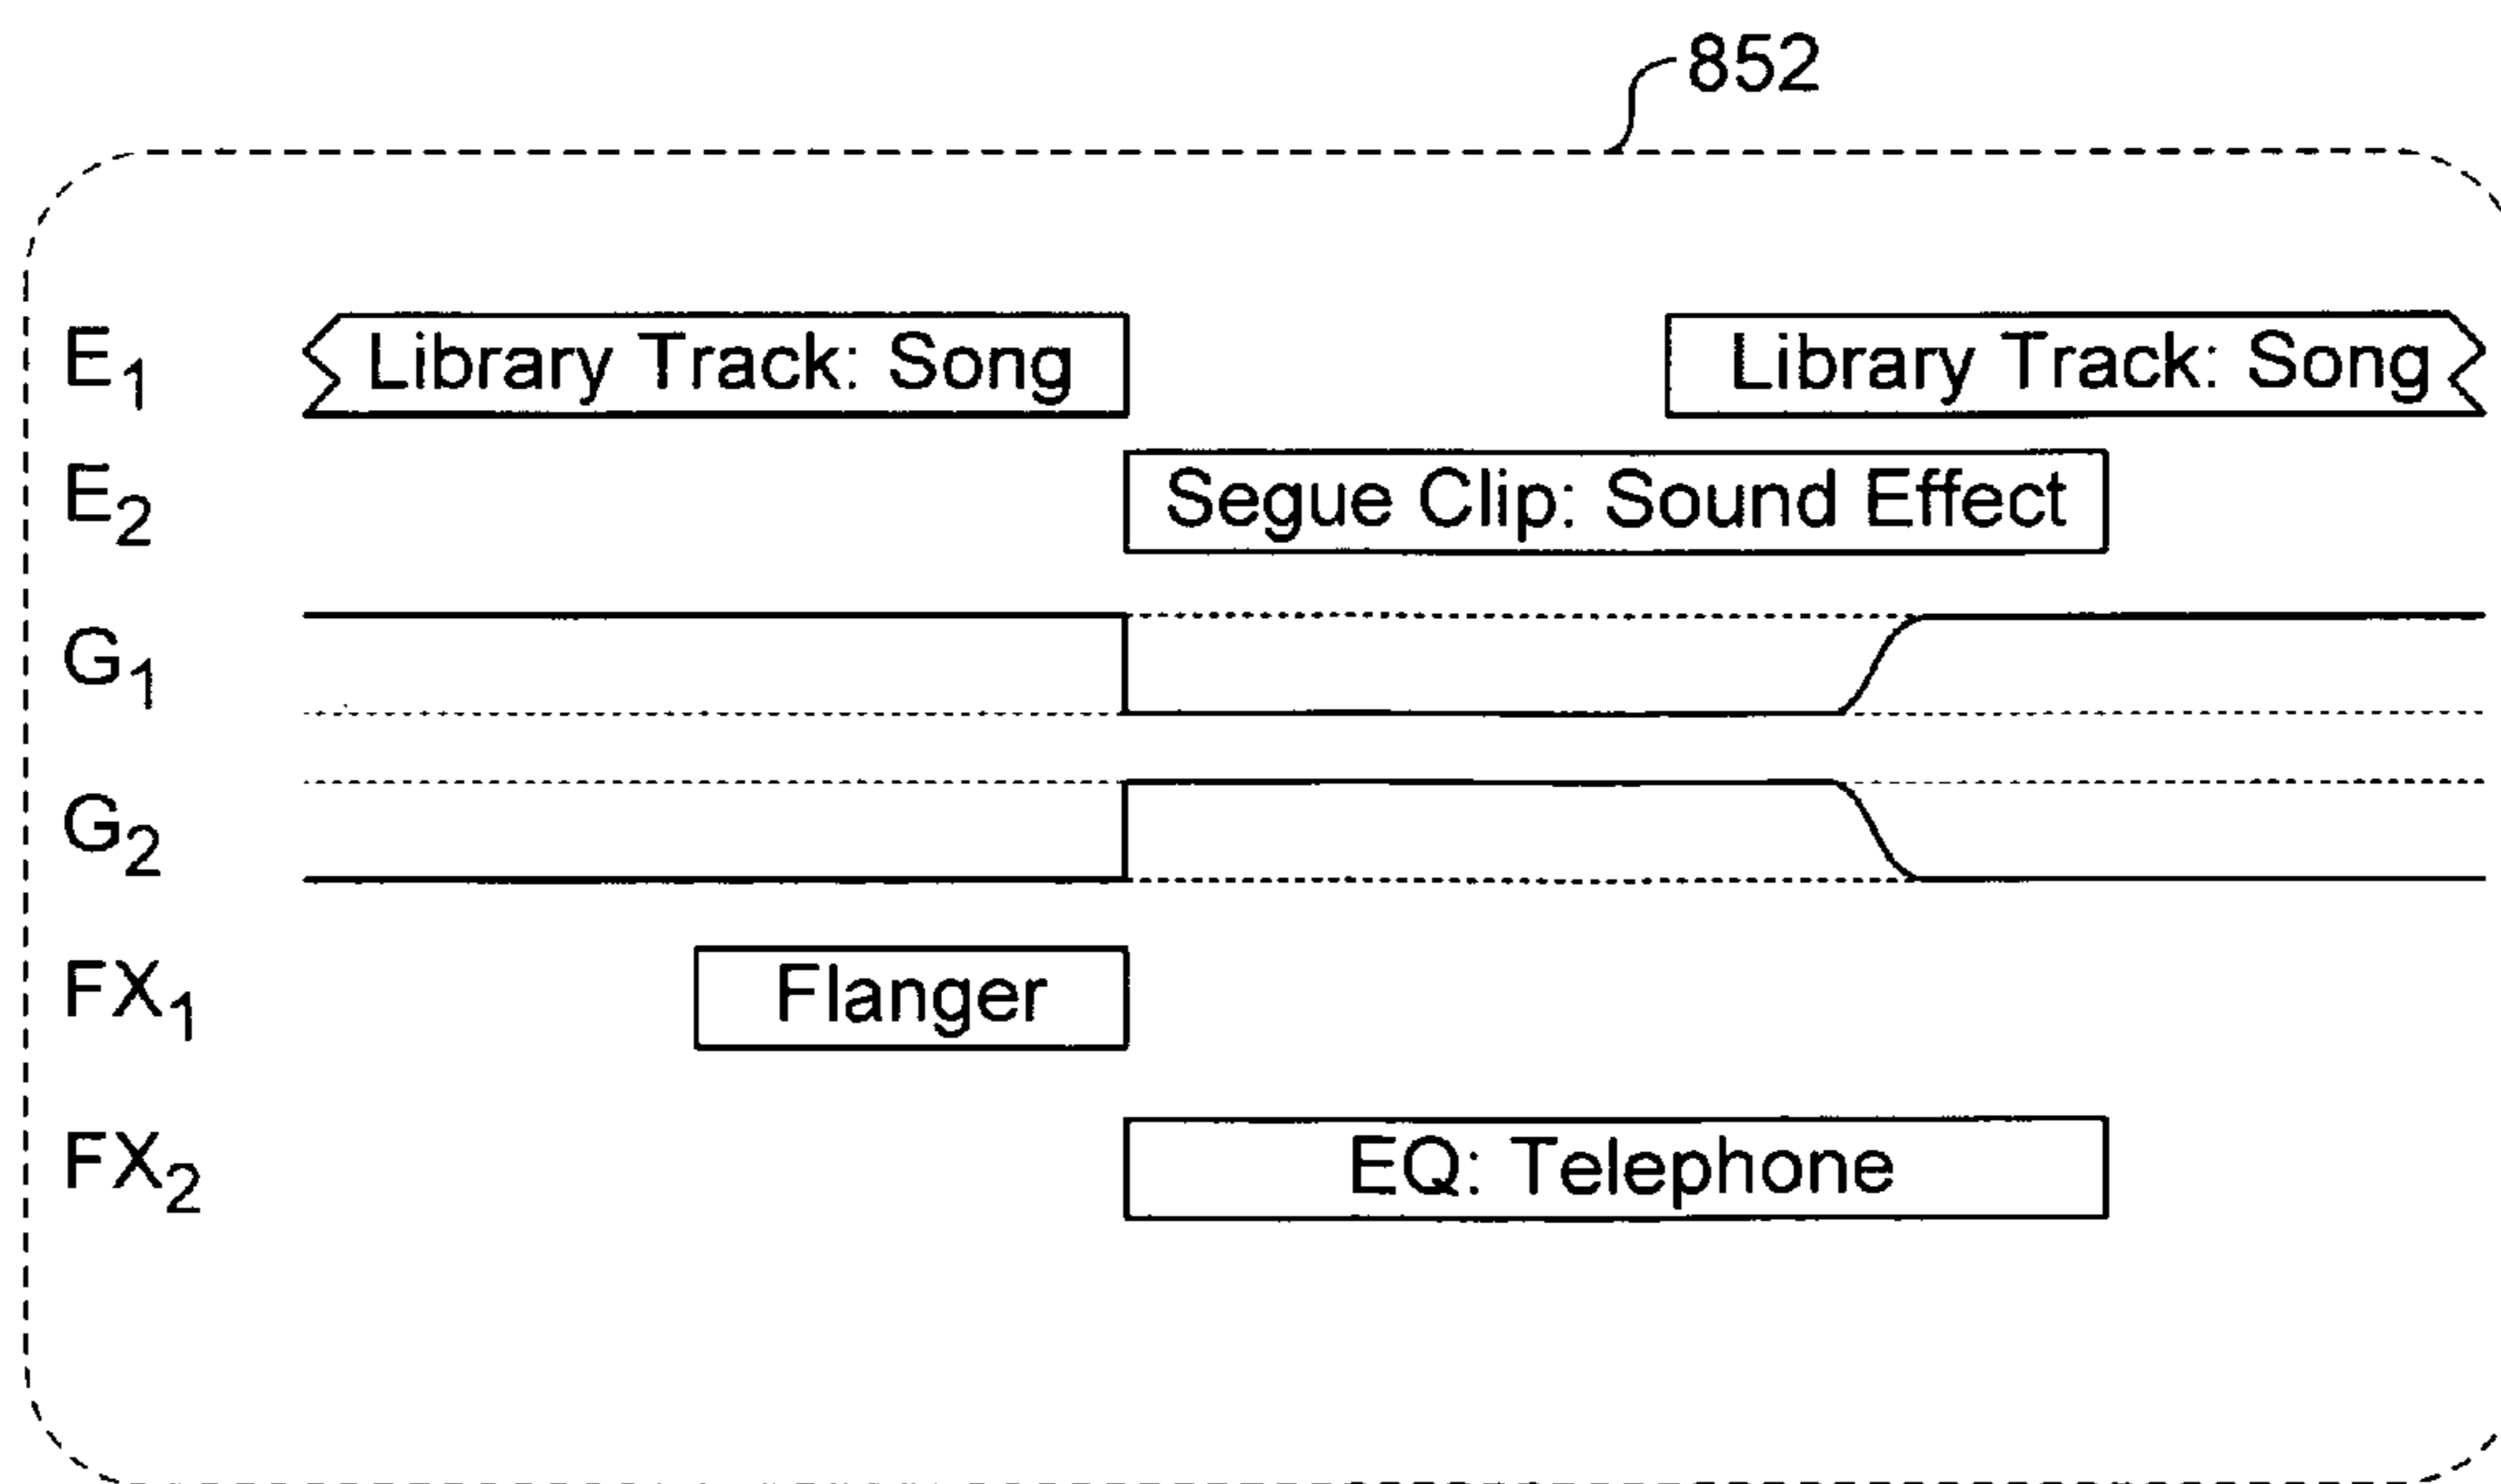 852
E1 Library Track: Song Library Track: Song
E2 Segue Clip: Sound Effect
G1
G2
FX1 Flanger
FX2 EQ: Telephone